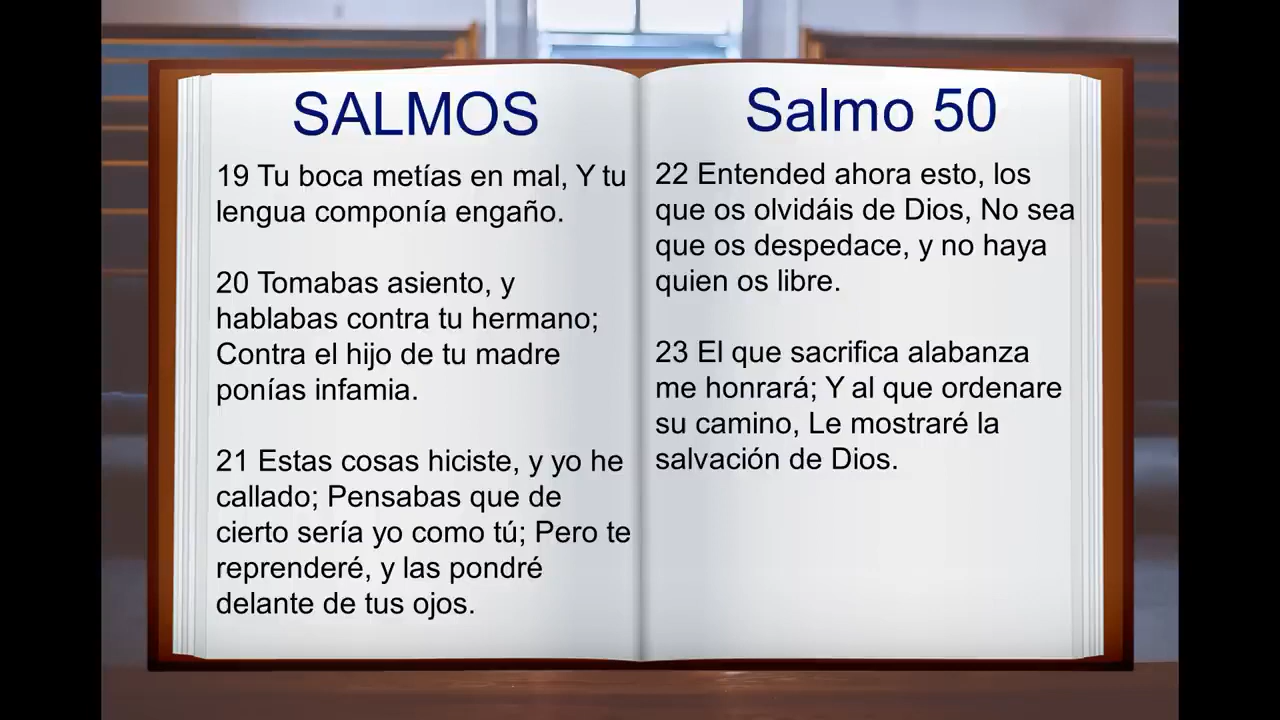 SALMOS
19 Tu boca metías en mal, Y tu
lengua componía engaño.
20 Tomabas asiento, y
hablabas contra tu hermano;
Contra el hijo de tu madre
ponías infamia.
21 Estas cosas hiciste, y yo he
callado; Pensabas que de
cierto sería yo como tú; Pero te
reprenderé, y las pondré
delante de tus ojos.
Salmo 50
22 Entended ahora esto, los
que os olvidáis de Dios, No sea
que os despedace, y no haya
quien os libre.
23 El que sacrifica alabanza
me honrará; Y al que ordenare
su camino, Le mostraré la
salvación de Dios.